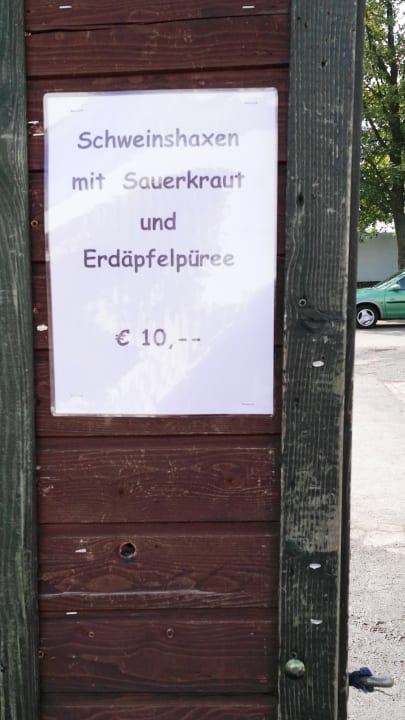 Schweinshaxen
mit Sauerkraut
und
Erdäpfelpüree
€ 10,--